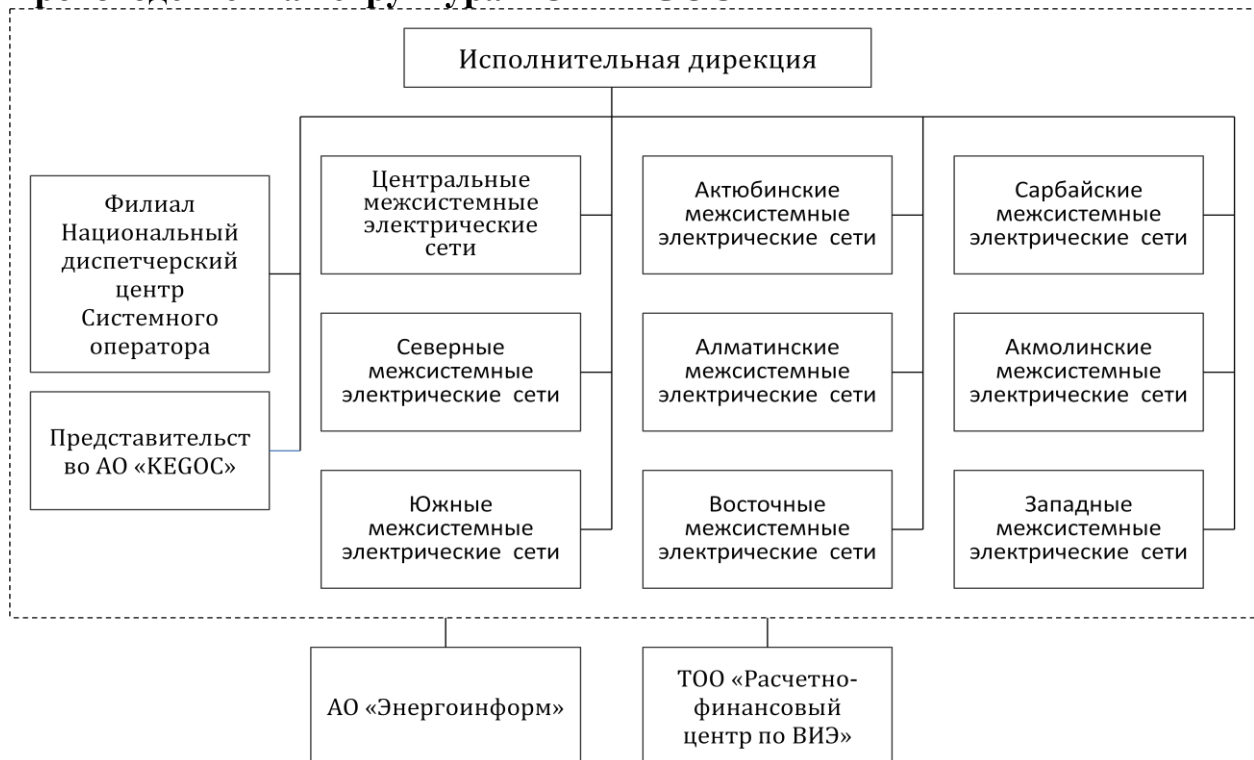 Исполнительная дирекция
Филиал
Национальный
диспетчерский
центр
Системного
оператора
Представительст
во АО «KEGOC»
Центральные
межсистемные
электрические
сети
Актюбинские
межсистемные
электрические сети
Сарбайские
межсистемные
электрические сети
Северные
межсистемные
электрические сети
Алматинские
межсистемные
электрические сети
Акмолинские
межсистемные
электрические сети
Южные
межсистемные
электрические сети
Восточные
межсистемные
электрические сети
Западные
межсистемные
электрические сети
АО «Энергоинформ»
ТОО «Расчетно-
финансовый
центр по ВИЭ»